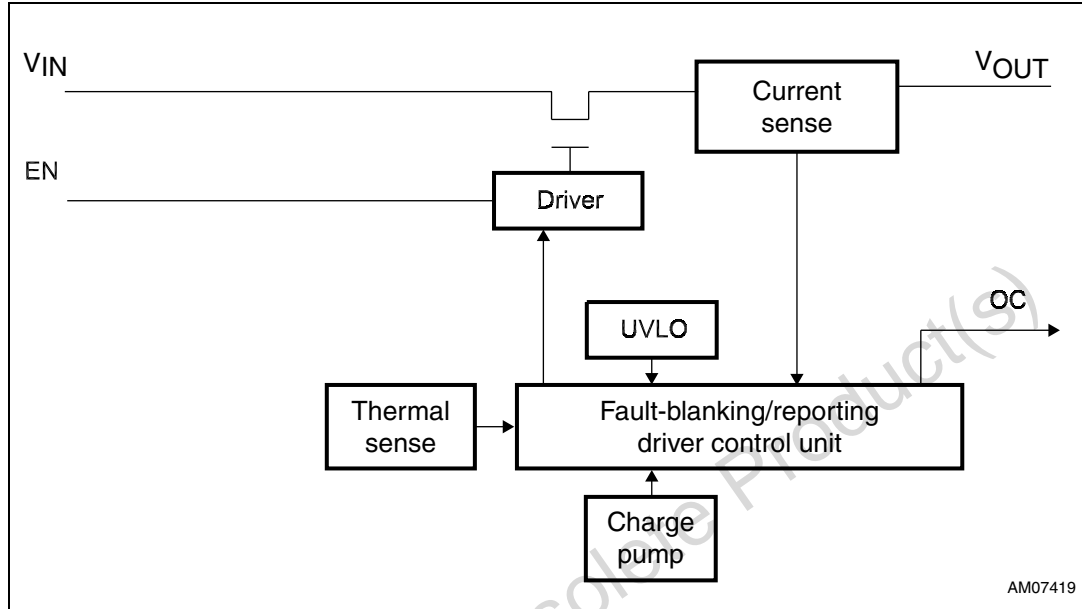 VIN
VOUT
Current
sense
EN
Driver
OC
UVLO
Thermal
sense
Fault-blanking/reporting
driver control unit
Charge
pump
solete Product(s)
AM07419